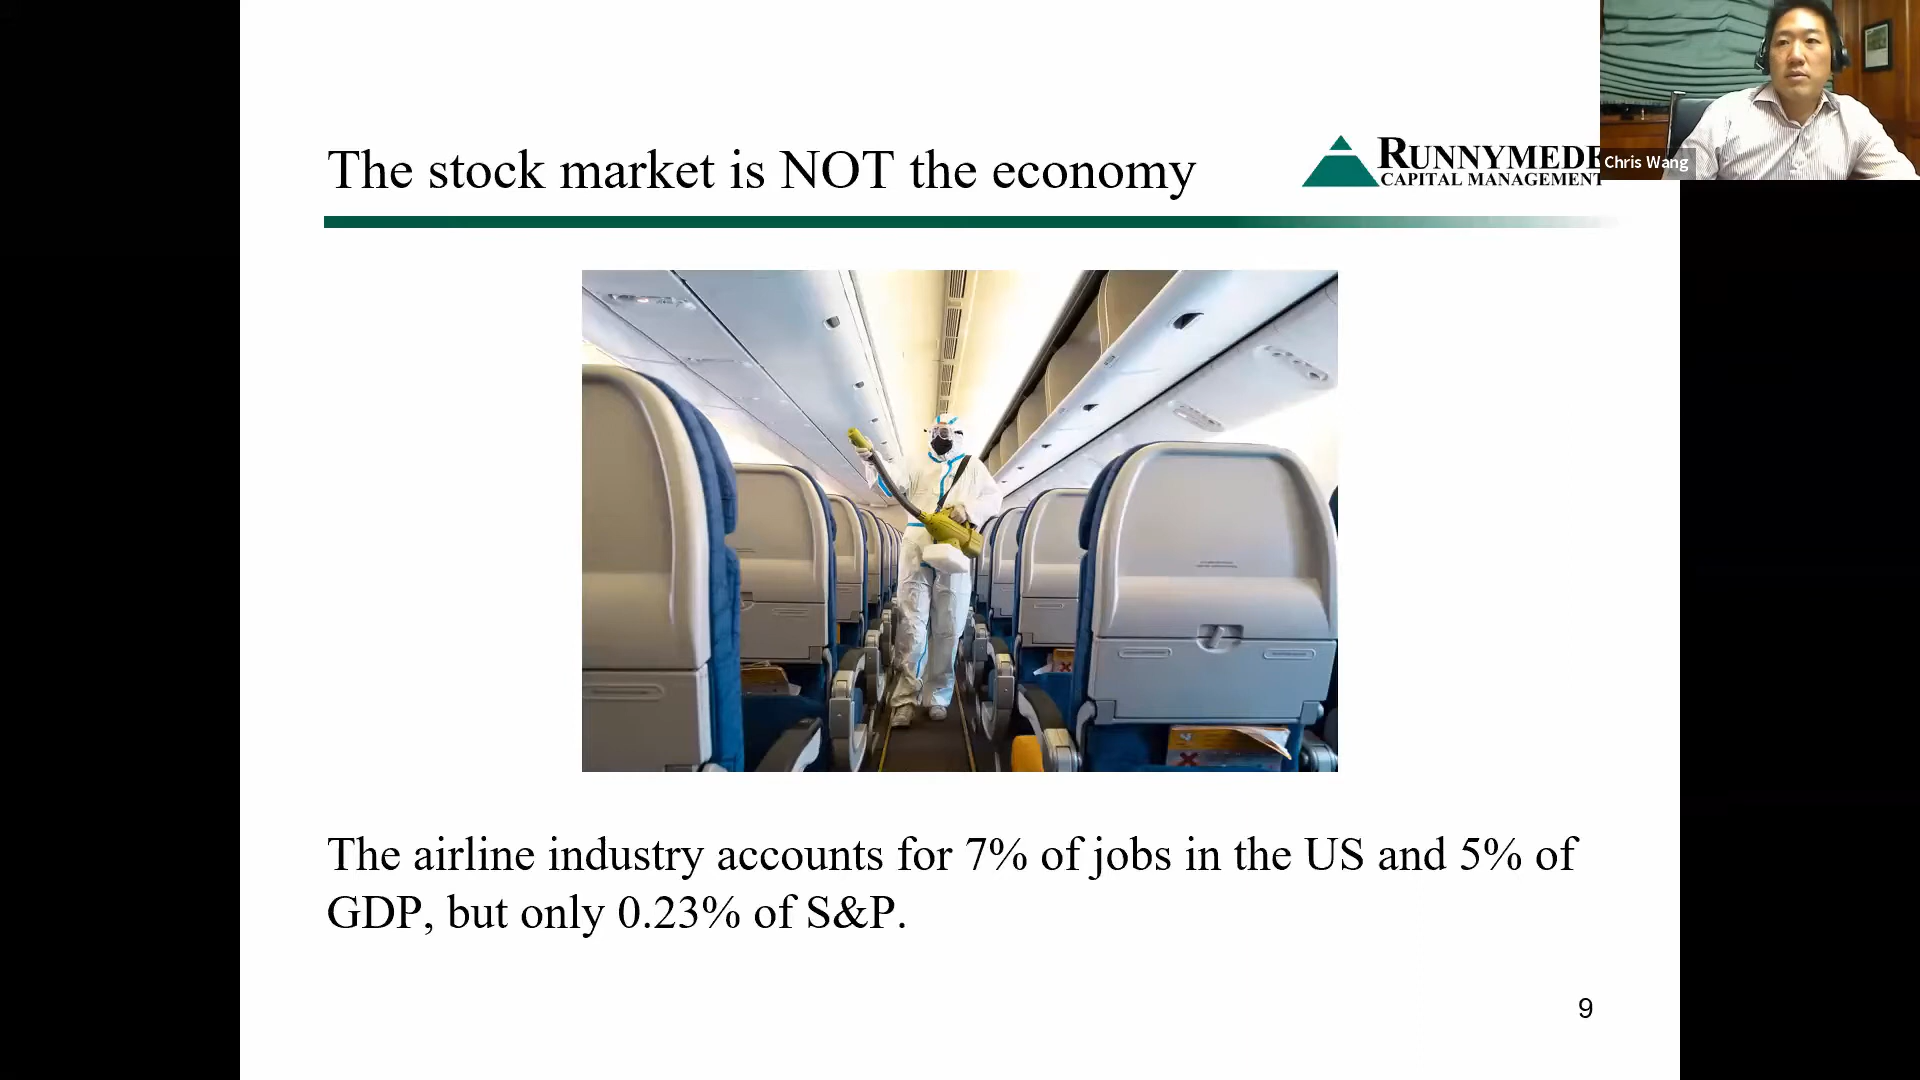 The stock market is NOT the economy
RUNNYMEDE
CAPITAL MANAGEMENT
Chris Wang
The airline industry accounts for 7% of jobs in the US and 5% of
GDP, but only 0.23% of S&P.
9